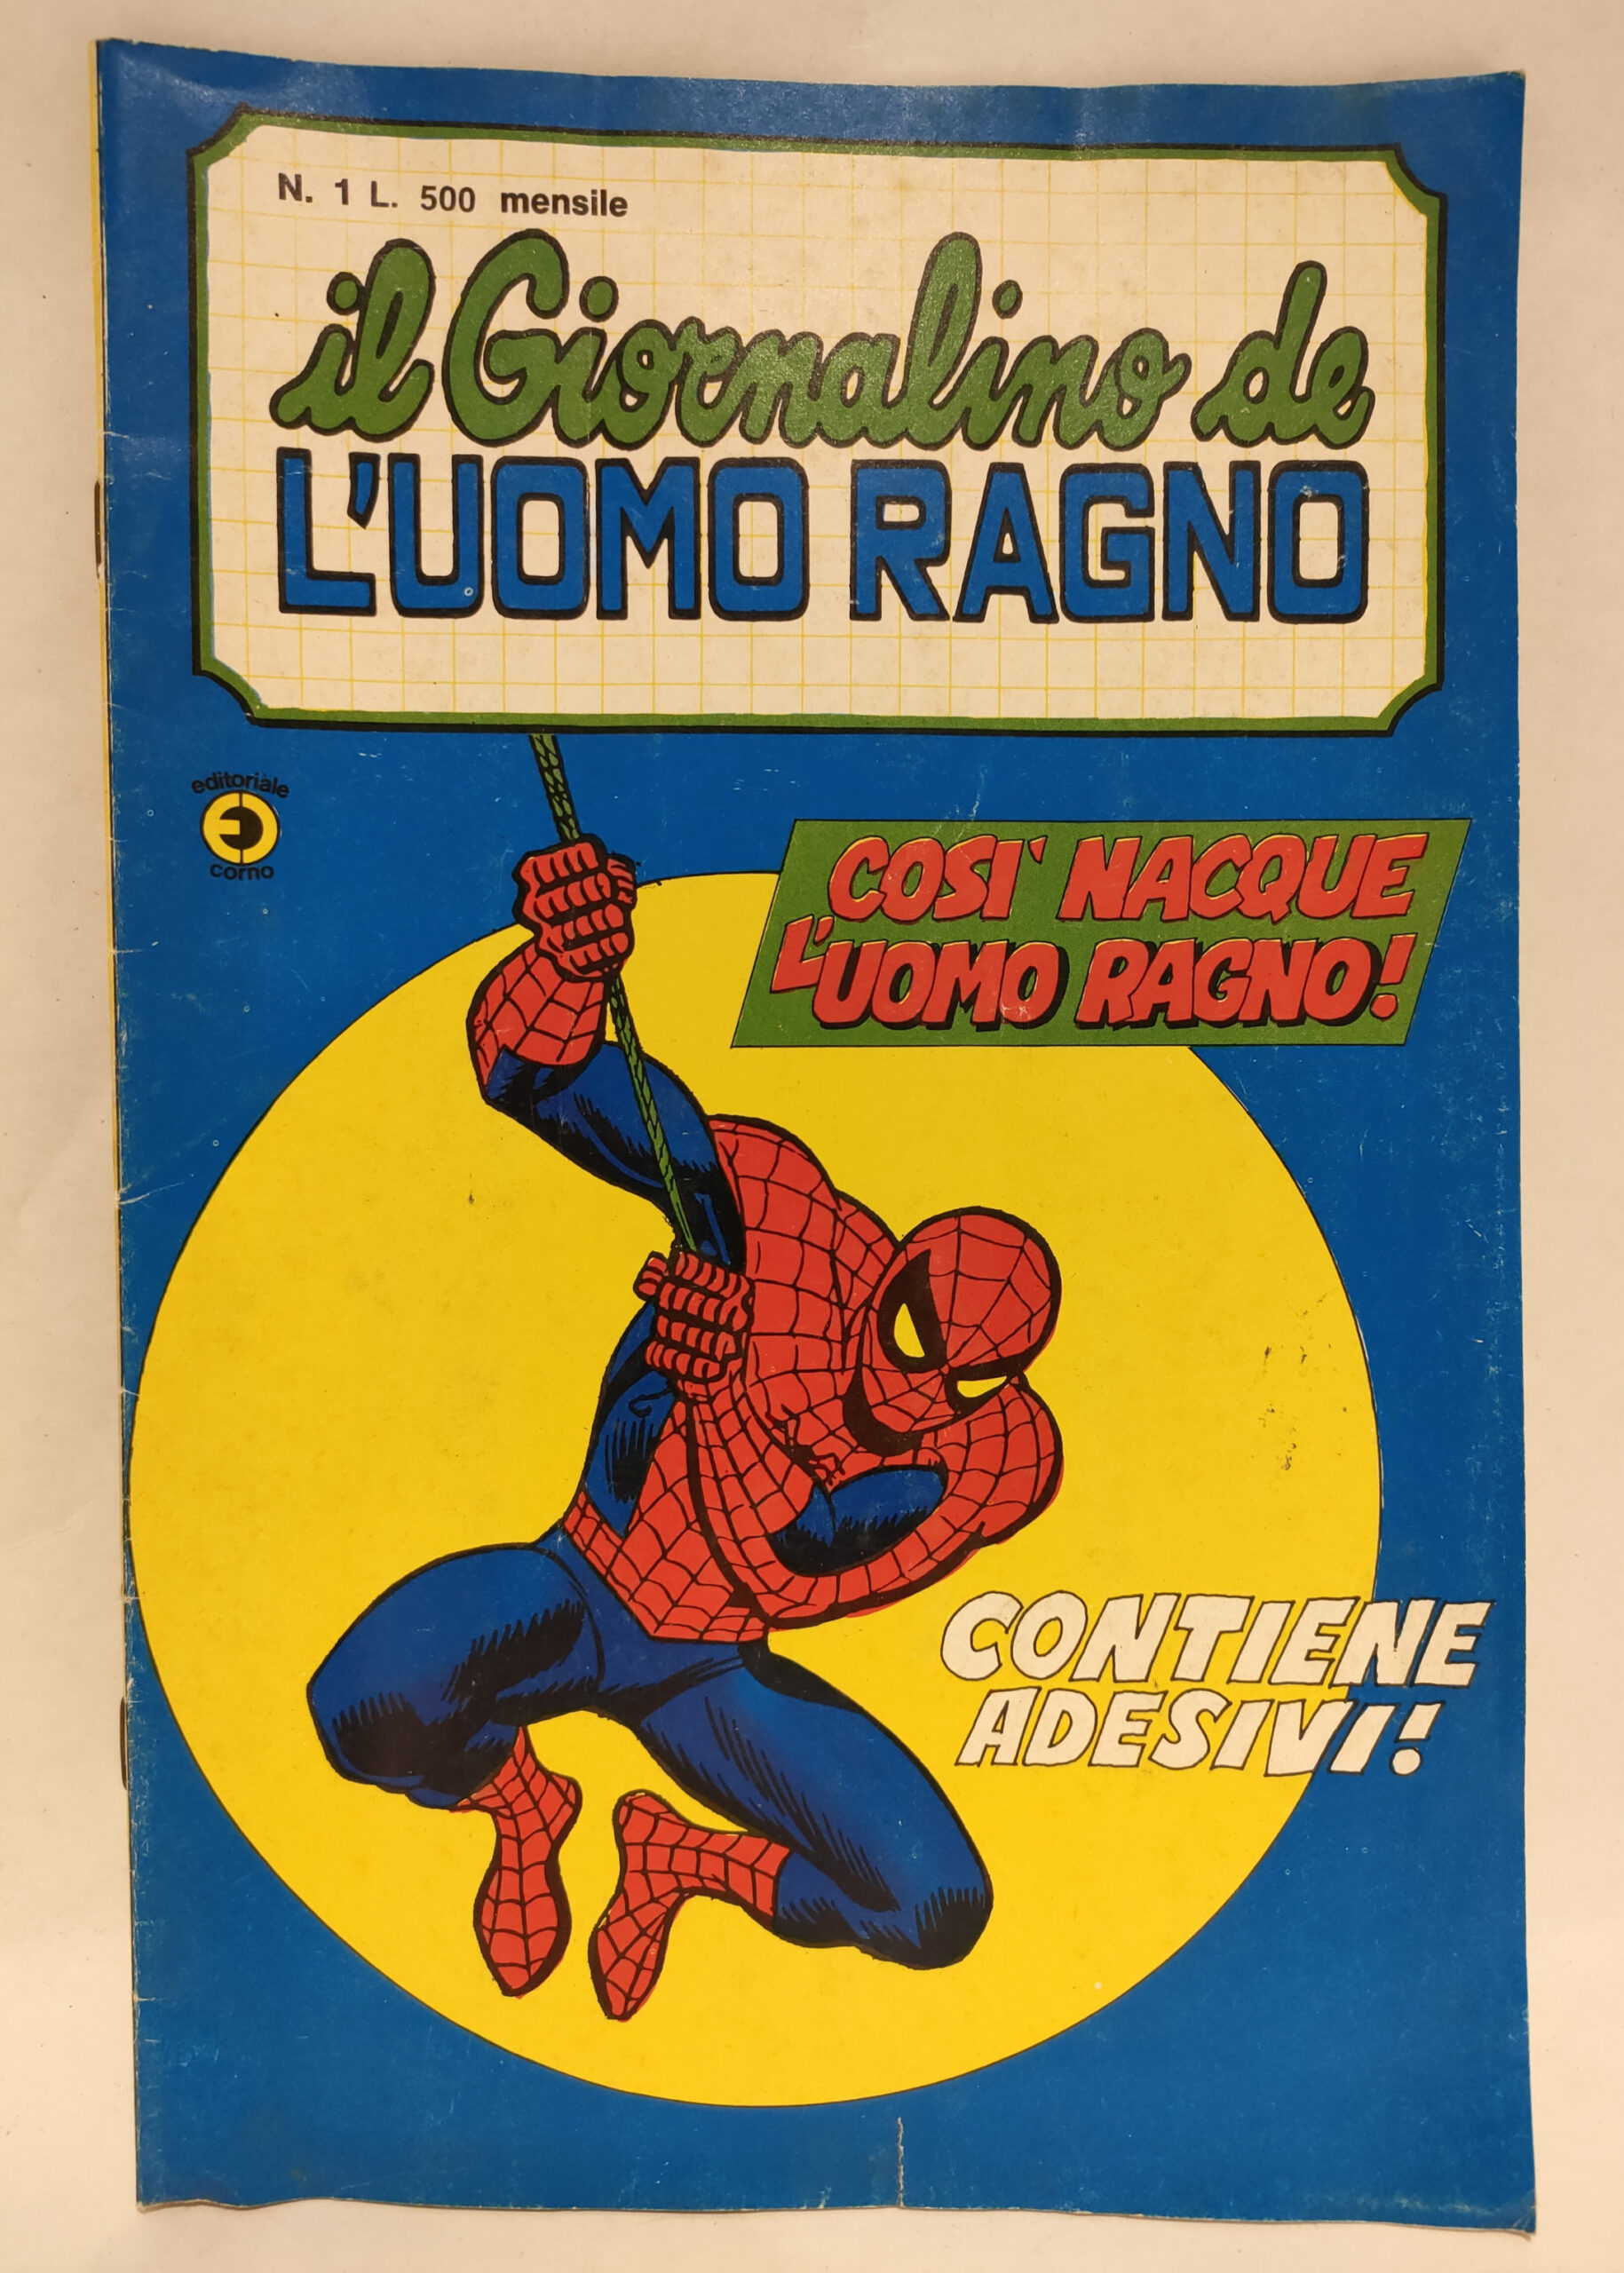 N. 1 L. 500 mensile
il Giornalino de
L'UOMO RAGNO
editoriale
corno
COSI' NACQUE
L'UOMO RAGNO!
CONTIENE
ADESIVI!